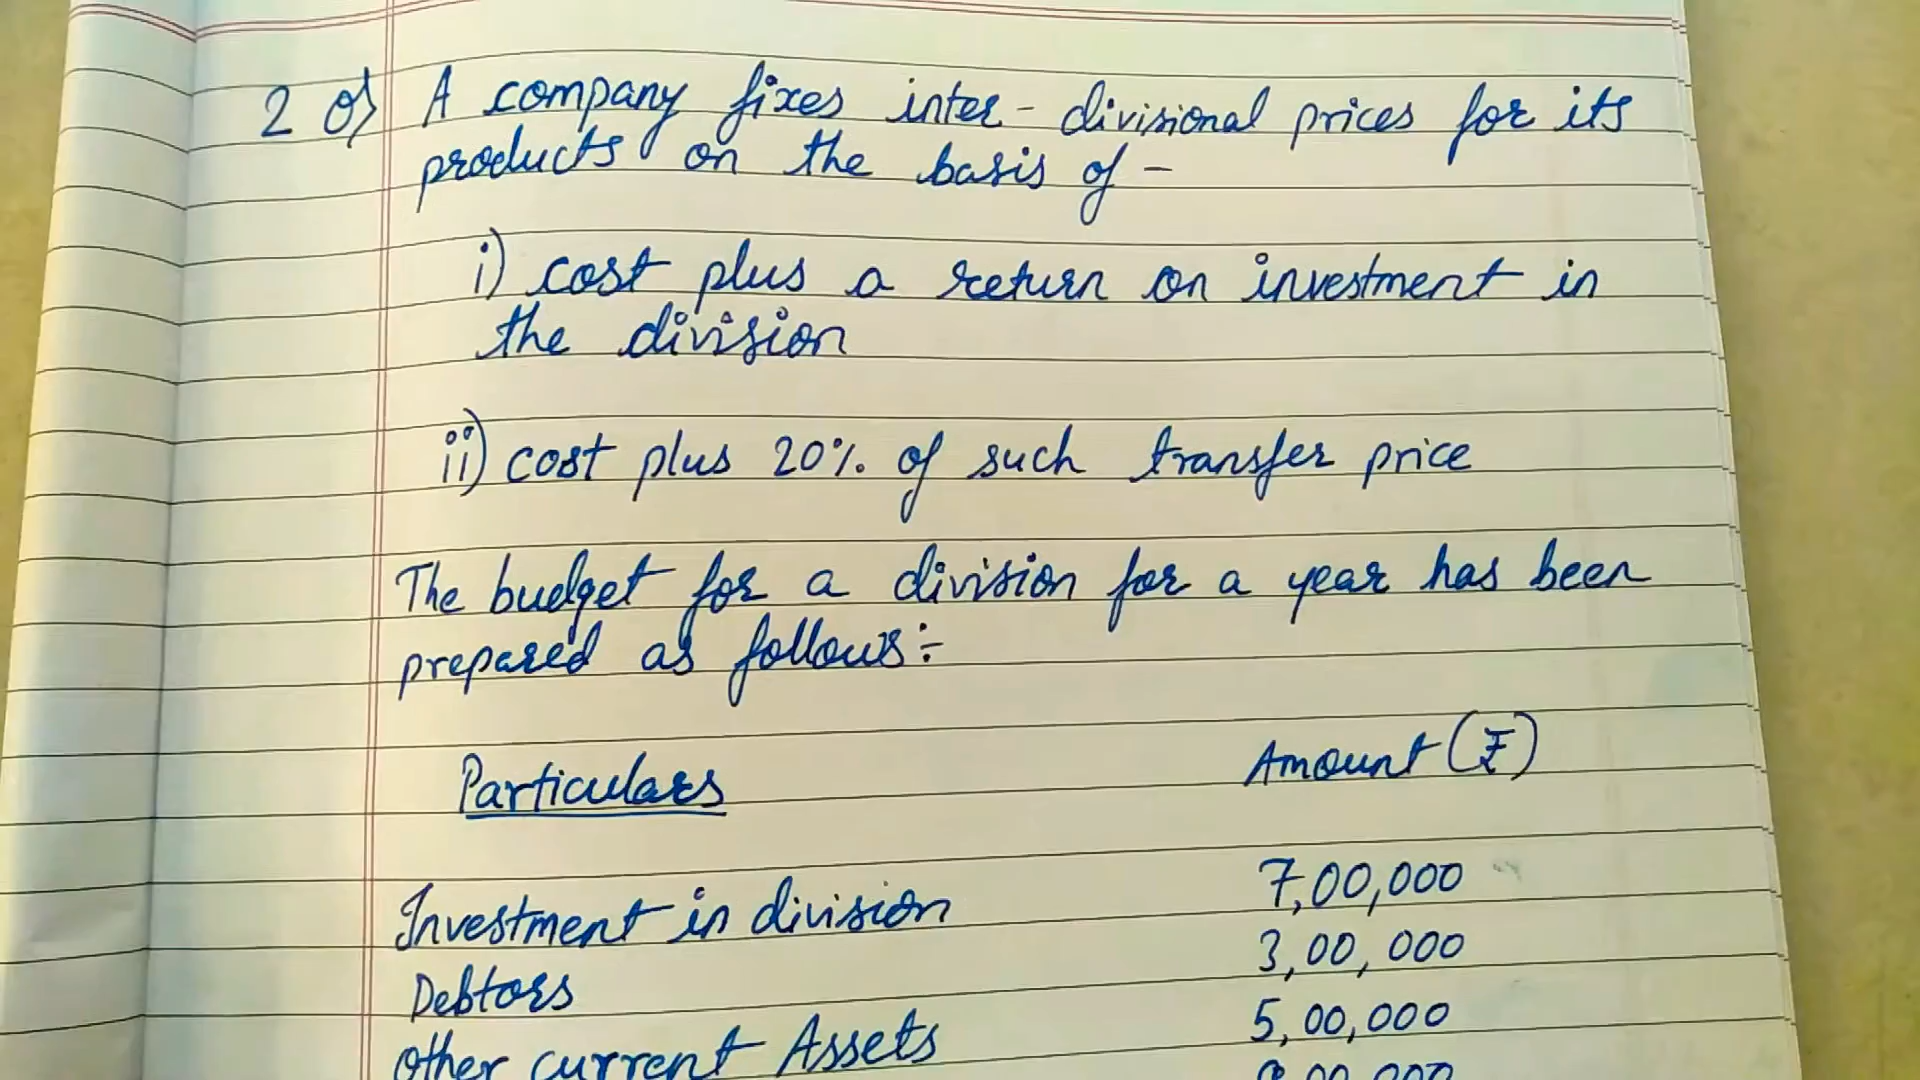 2 Q) A company fixes inter-divisional prices for its
products on the basis of -
i) cost plus a return on investment in
the division
ii) cost plus 20% of such transfer price
The budget for a division for a year has been
prepared as follows:-
Particulars Amount (₹)
Investment in division 7,00,000
Debtors 3,00,000
Other current Assets 5,00,000